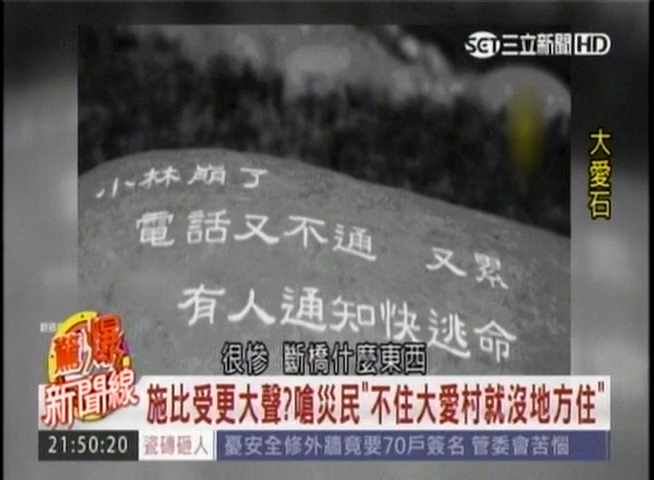 SET三立新聞HD
大愛石
小林崩了
電話又不通 又累
有人通知快逃命
很慘 斷橋什麼東西
驚爆
新聞線
施比受更大聲?嗆災民"不住大愛村就沒地方住"
21:50:20
瓷磚砸人
憂安全修外牆竟要70戶簽名 管委會苦惱